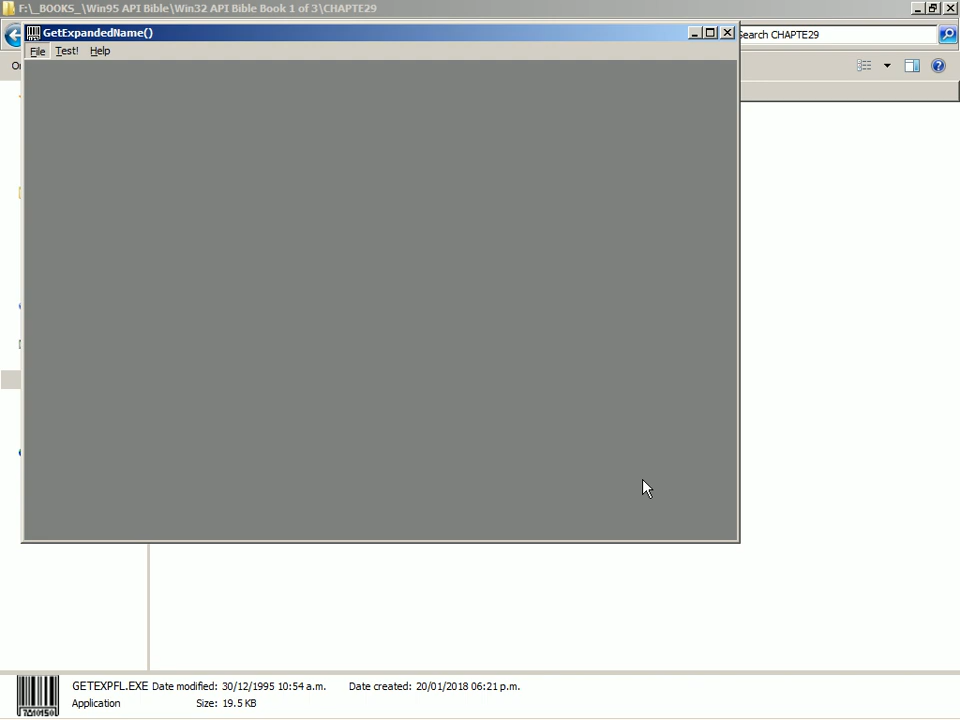 F:\_BOOKS_\Win95 API Bible\Win32 API Bible Book 1 of 3\CHAPTE29
GetExpandedName()
Search CHAPTE29
File Test! Help
GETEXPFL.EXE Date modified: 30/12/1995 10:54 a.m. Date created: 20/01/2018 06:21 p.m.
Application Size: 19.5 KB